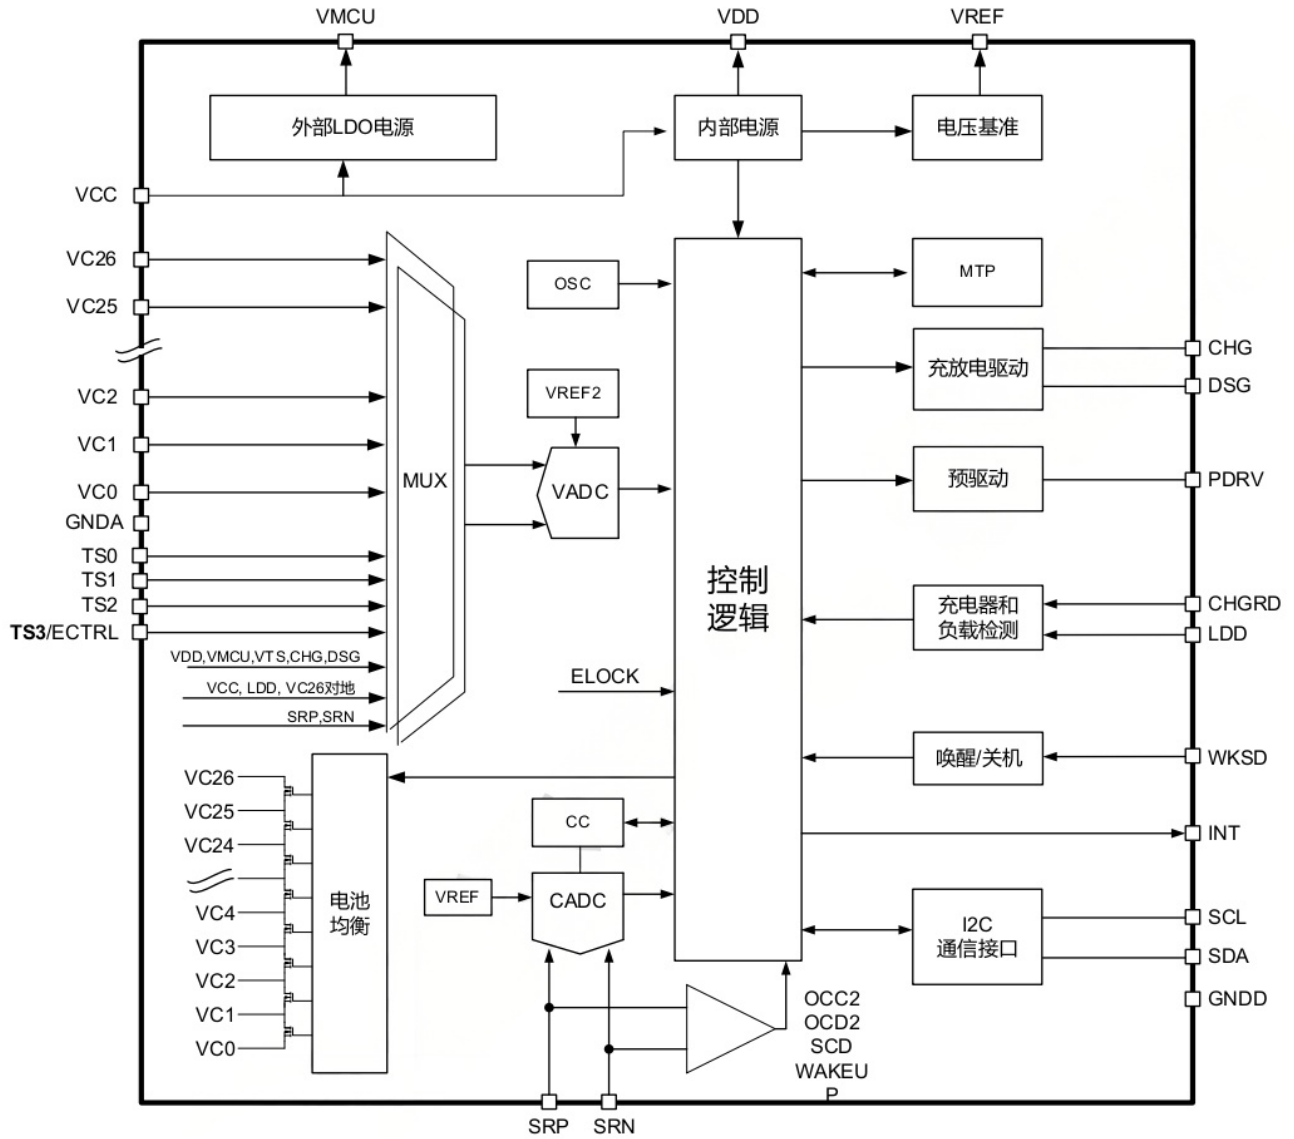 VMCU
VDD
VREF
外部LDO电源
内部电源
电压基准
VCC
VC26
VC25
VC2
VC1
VC0
GNDA
TS0
TS1
TS2
TS3/ECTRL
VDD,VMCU,VTS,CHG,DSG
VCC, LDD, VC26对地
SRP,SRN
MUX
OSC
VREF2
VADC
ELOCK
控制
逻辑
MTP
充放电驱动
预驱动
充电器和
负载检测
唤醒/关机
I2C
通信接口
CHG
DSG
PDRV
CHGRD
LDD
WKSD
INT
SCL
SDA
GNDD
VC26
VC25
VC24
VC4
VC3
VC2
VC1
VC0
电池
均衡
CC
VREF
CADC
OCC2
OCD2
SCD
WAKEU
P
SRP
SRN